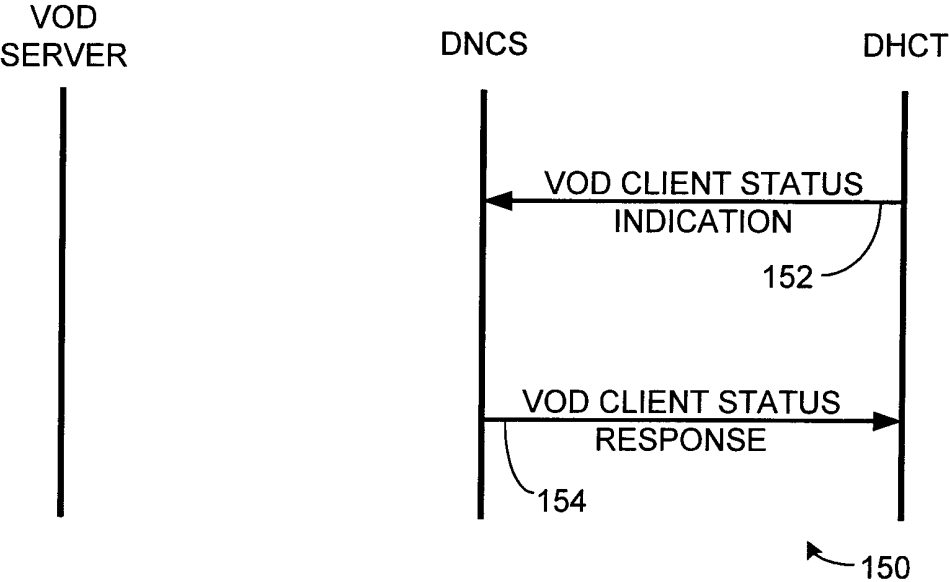 VOD
SERVER
DNCS
DHCT
VOD CLIENT STATUS
INDICATION
152
VOD CLIENT STATUS
RESPONSE
154
150